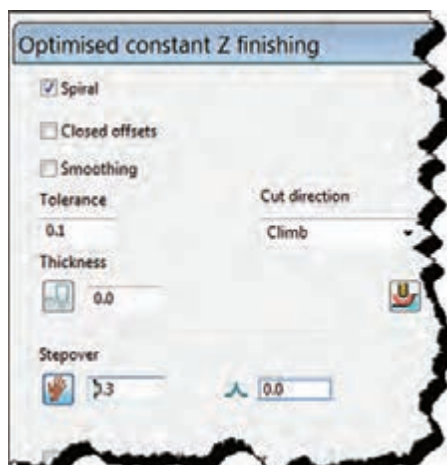 Optimised constant Z finishing
Spiral
Closed offsets
Smoothing
Tolerance Cut direction
0.1 Climb
Thickness
0.0
Stepover
0.0